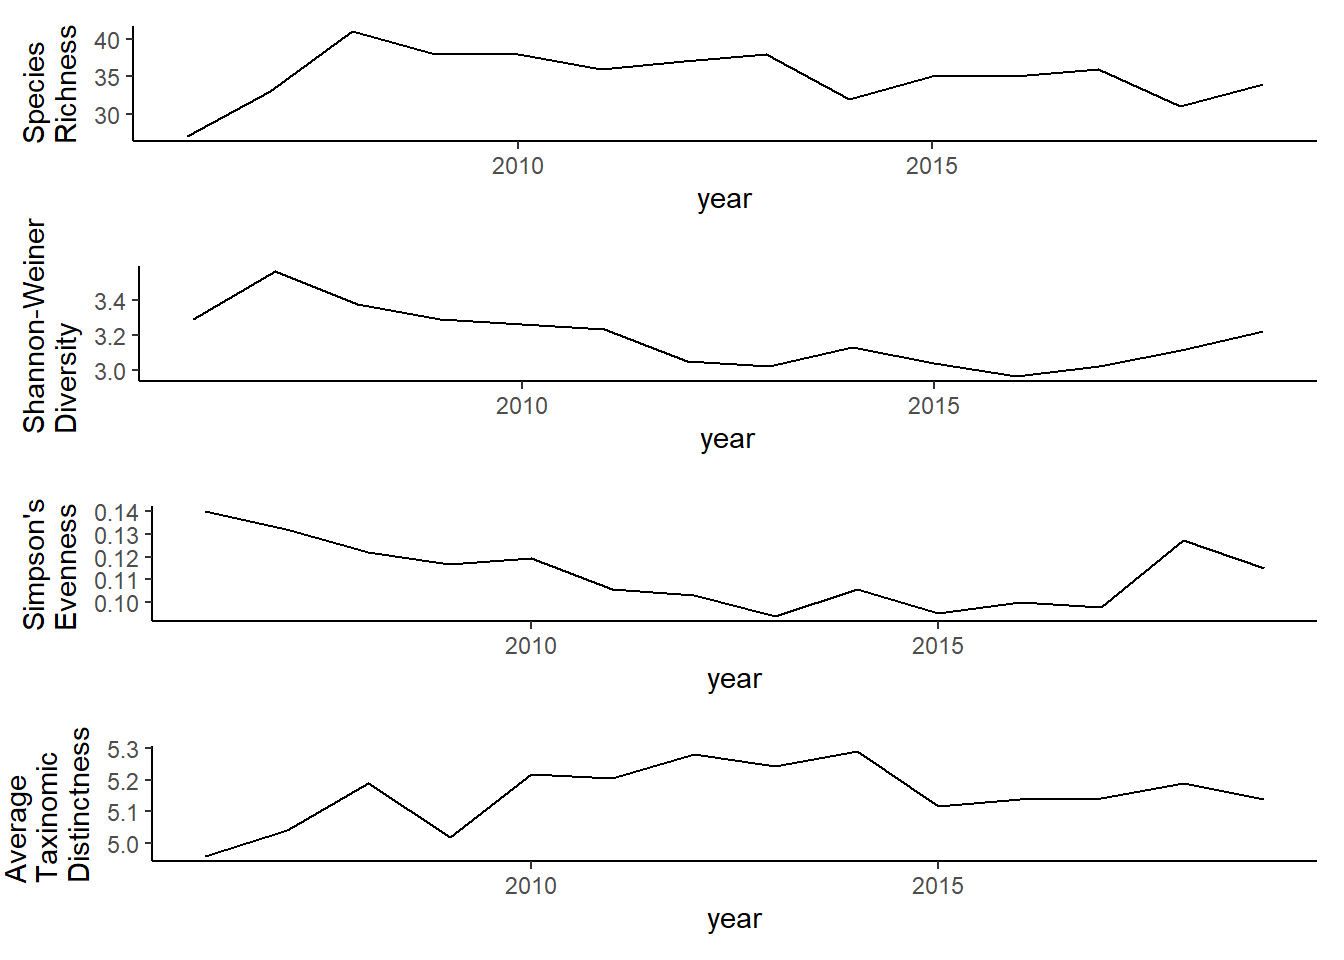 Species
Richness
40
35
30
2010
2015
year
Shannon-Weiner
Diversity
3.4
3.2
3.0
2010
2015
year
Simpson's
Evenness
0.14
0.13
0.12
0.11
0.10
2010
2015
year
Average
Taxinomic
Distinctness
5.3
5.2
5.1
5.0
2010
2015
year